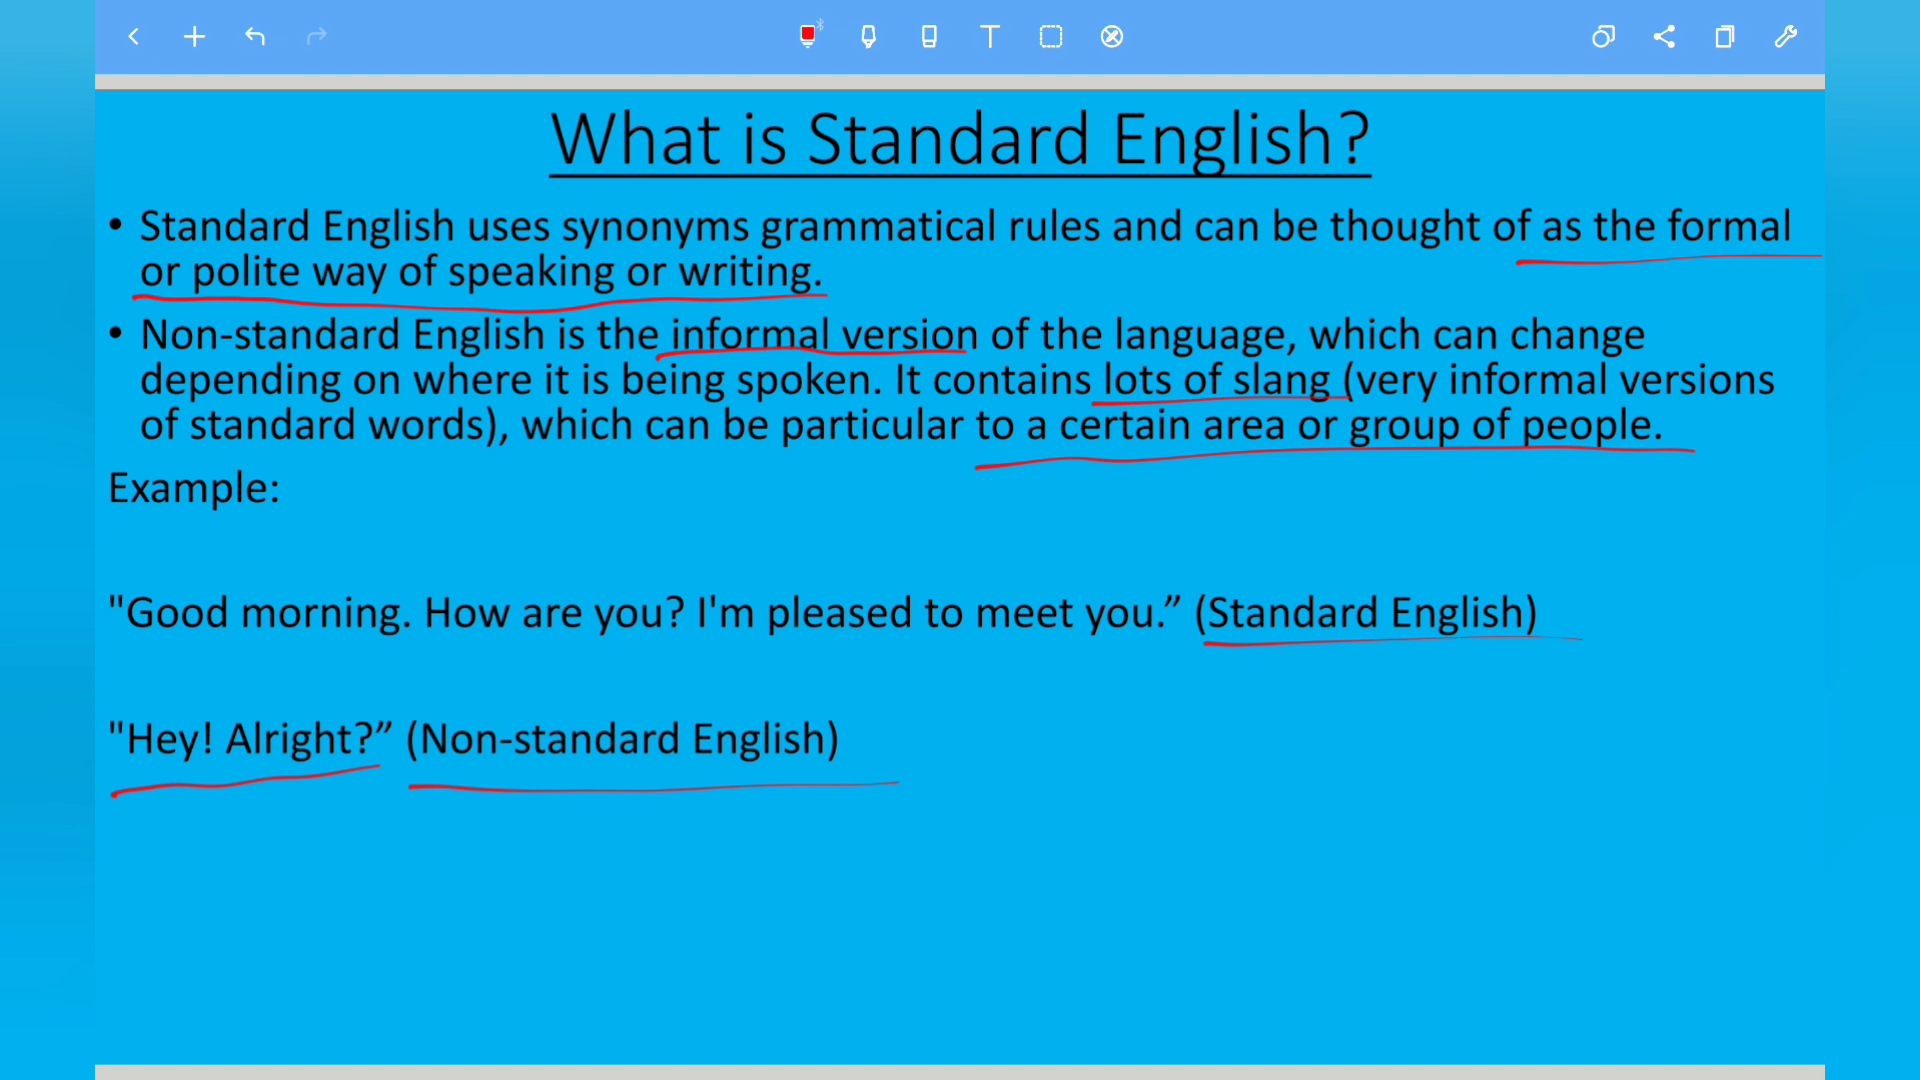 What is Standard English?
• Standard English uses synonyms grammatical rules and can be thought of as the formal
or polite way of speaking or writing.
• Non-standard English is the informal version of the language, which can change
depending on where it is being spoken. It contains lots of slang (very informal versions
of standard words), which can be particular to a certain area or group of people.
Example:
"Good morning. How are you? I'm pleased to meet you.” (Standard English)
"Hey! Alright?” (Non-standard English)